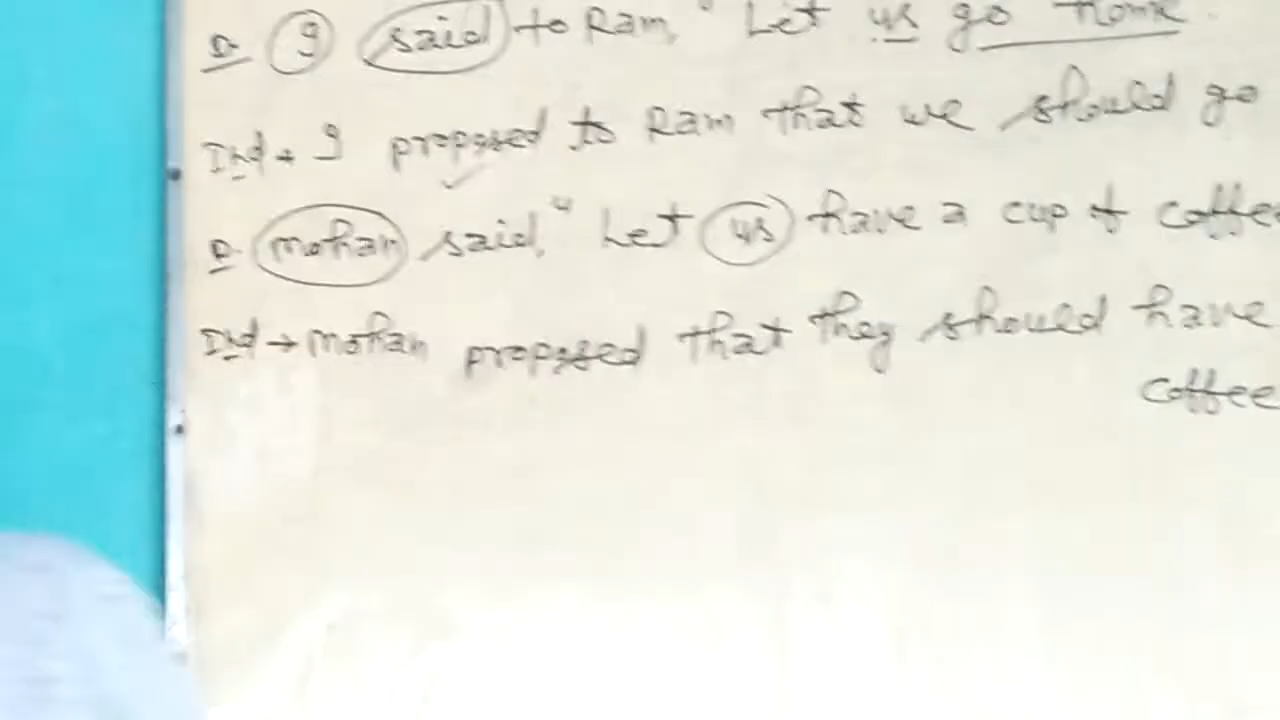 D. I said to Ram, " Let us go home.
Ind → I proposed to Ram that we should go
D. Mohan said, " Let us have a cup of coffee
Ind → Mohan proposed that they should have
coffee